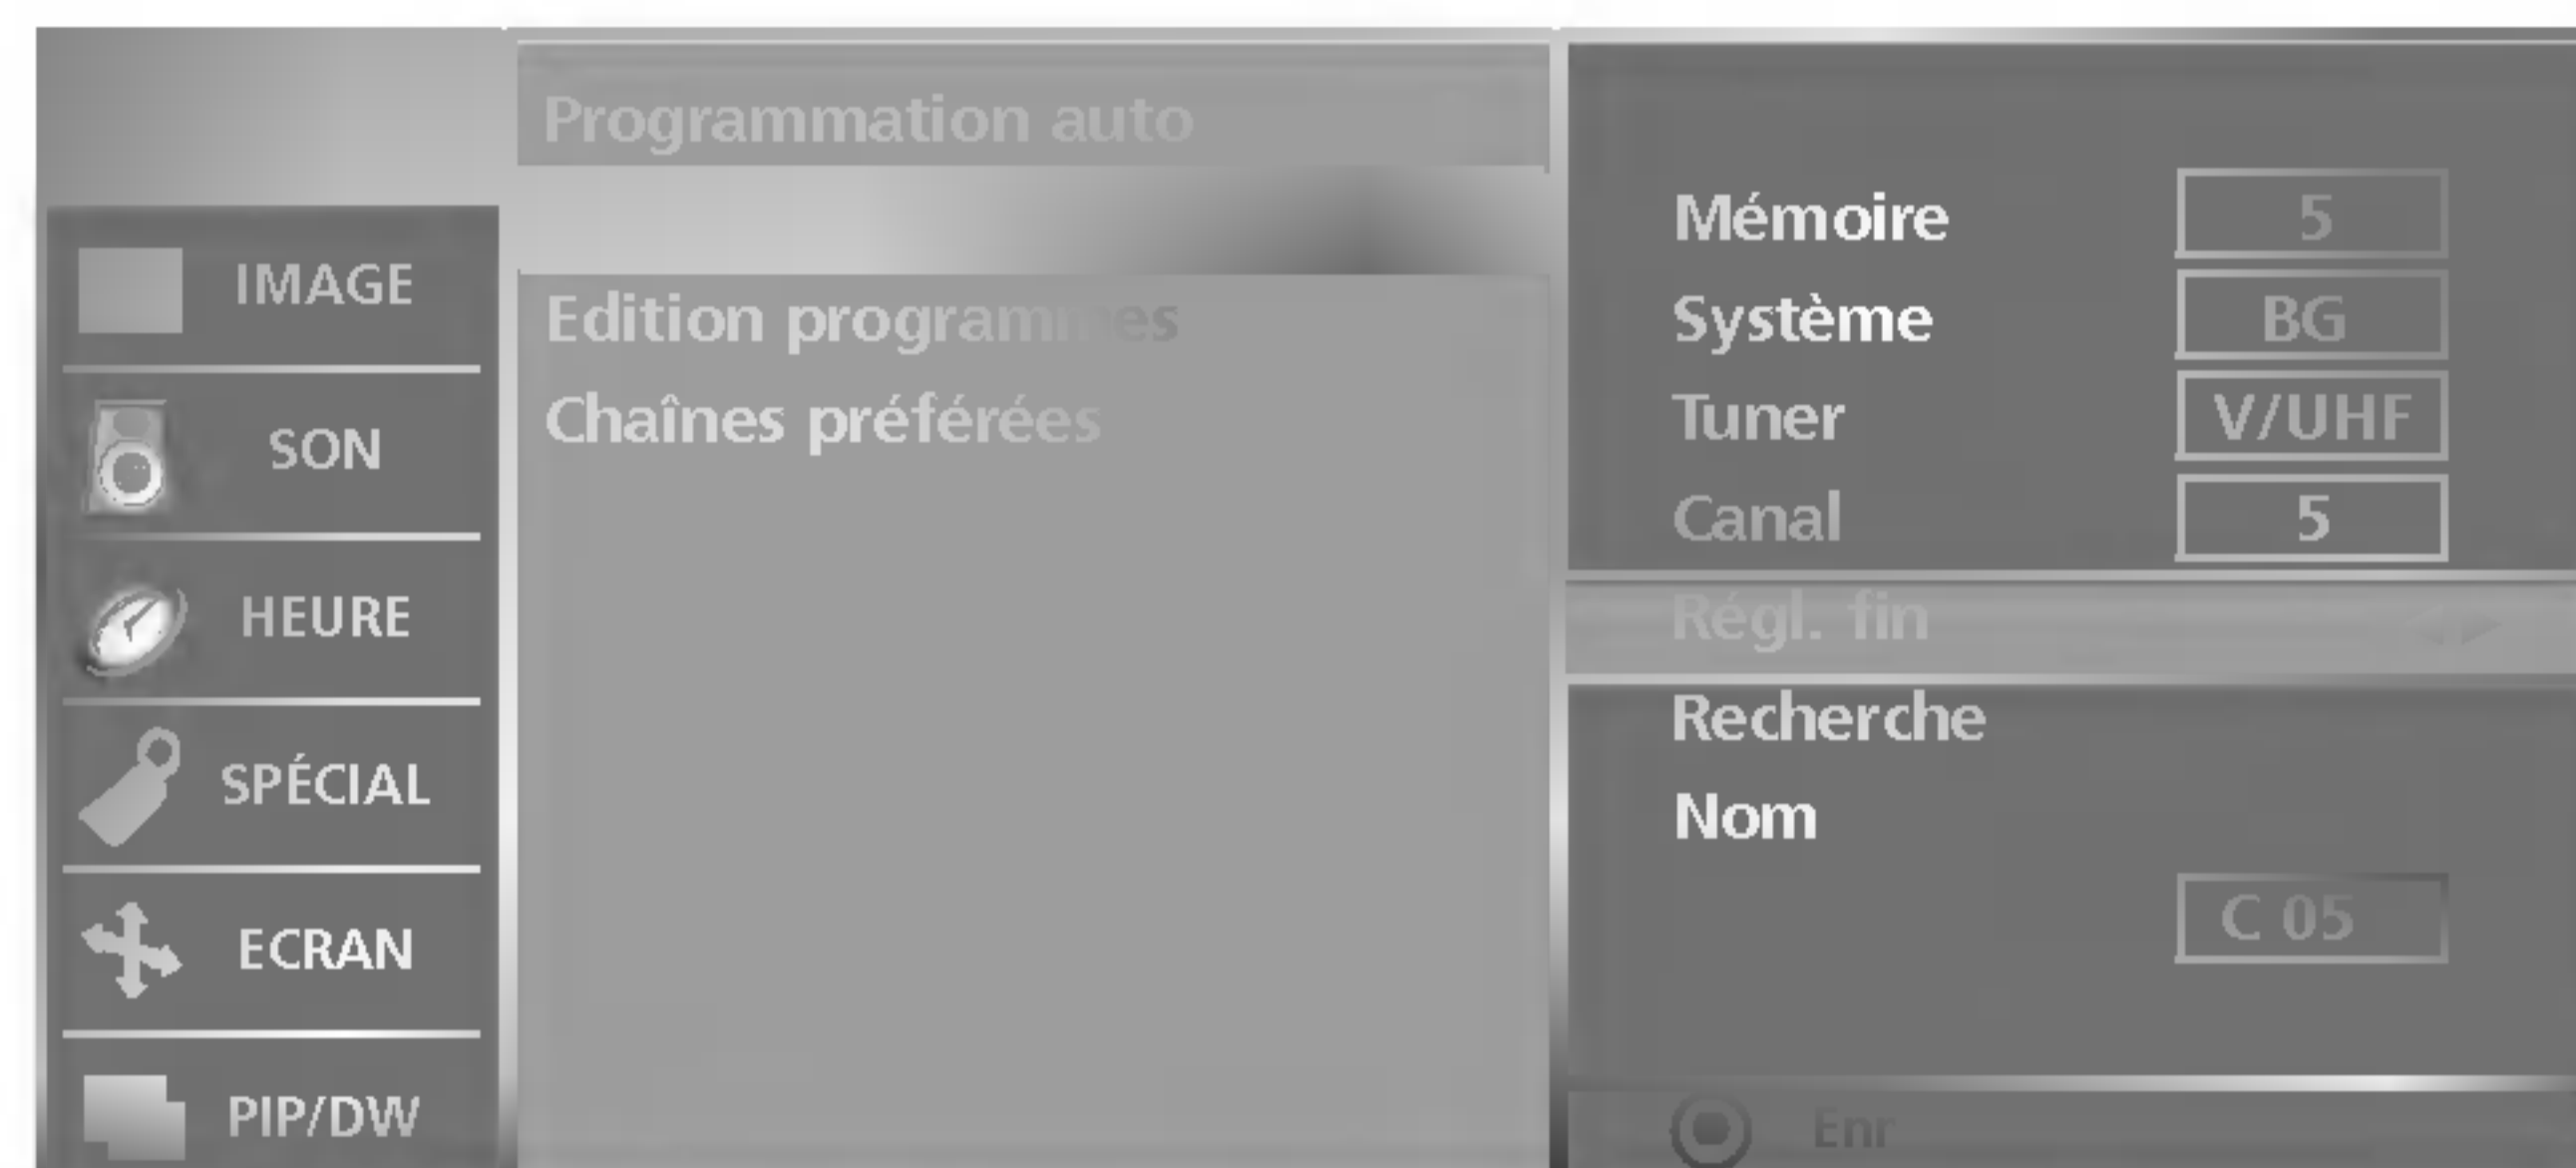 IMAGE
SON
HEURE
SPÉCIAL
ECRAN
PIP/DW
Programmation auto
Edition programmes
Chaînes préférées
Mémoire 5
Système BG
Tuner V/UHF
Canal 5
Régl. fin
Recherche
Nom
C 05
Enr